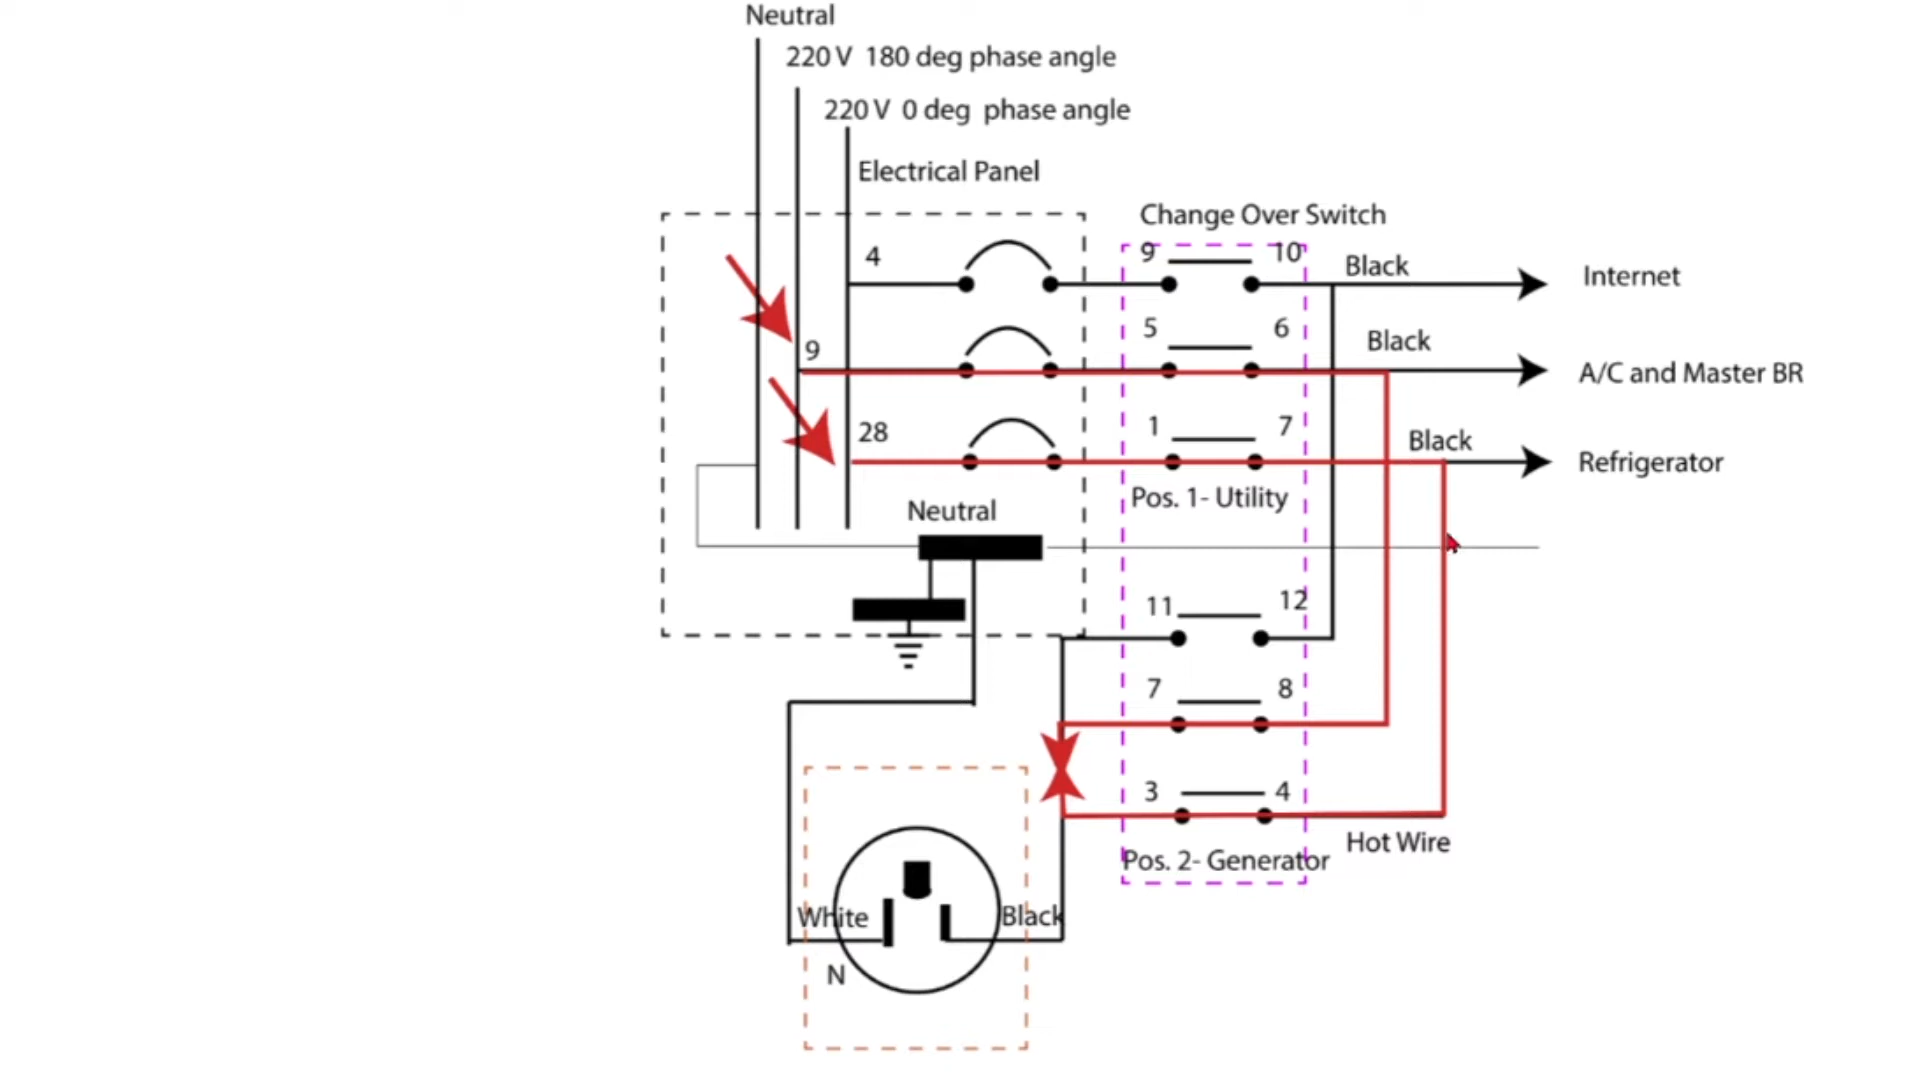 Neutral
220 V 180 deg phase angle
220 V 0 deg phase angle
Electrical Panel
Change Over Switch
4
9
10
Black
Internet
9
5
6
Black
A/C and Master BR
28
1
7
Black
Refrigerator
Pos. 1- Utility
Neutral
11
12
7
8
3
4
Hot Wire
Pos. 2- Generator
White
Black
N